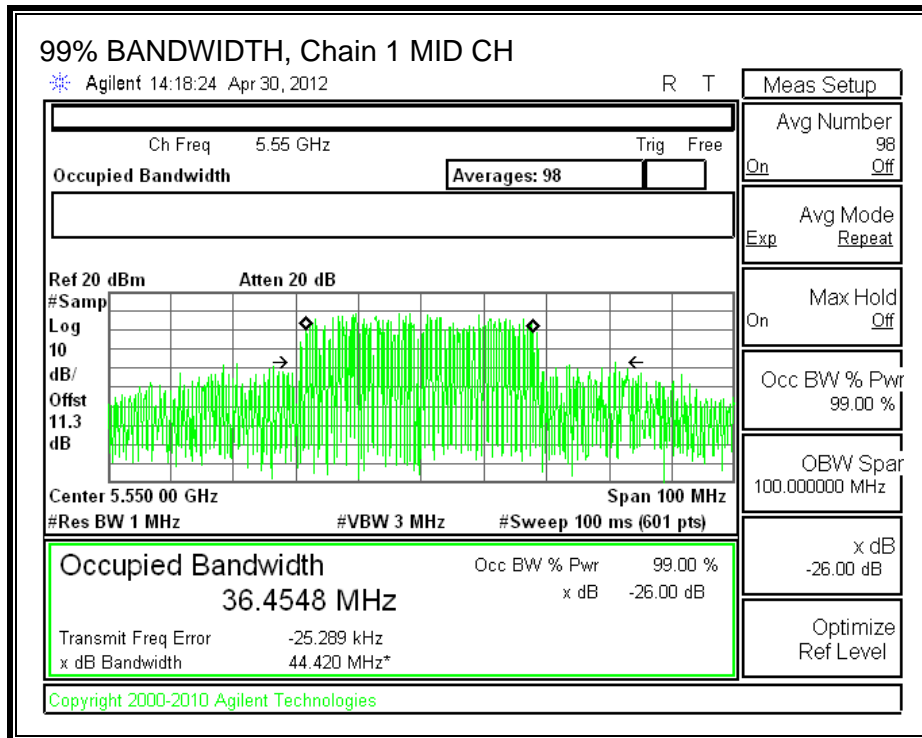 99% BANDWIDTH, Chain 1 MID CH
Agilent 14:18:24 Apr 30, 2012 R T
Ch Freq 5.55 GHz Trig Free
Occupied Bandwidth Averages: 98
Ref 20 dBm Atten 20 dB
#Samp
Log
10
dB/
Offst
11.3
dB
Center 5.550 00 GHz Span 100 MHz
#Res BW 1 MHz #VBW 3 MHz #Sweep 100 ms (601 pts)
Occupied Bandwidth Occ BW % Pwr 99.00 %
36.4548 MHz x dB -26.00 dB
Transmit Freq Error -25.289 kHz
x dB Bandwidth 44.420 MHz*
Copyright 2000-2010 Agilent Technologies
Meas Setup
Avg Number
98
On Off
Avg Mode
Exp Repeat
Max Hold
On Off
Occ BW % Pwr
99.00 %
OBW Span
100.000000 MHz
x dB
-26.00 dB
Optimize
Ref Level